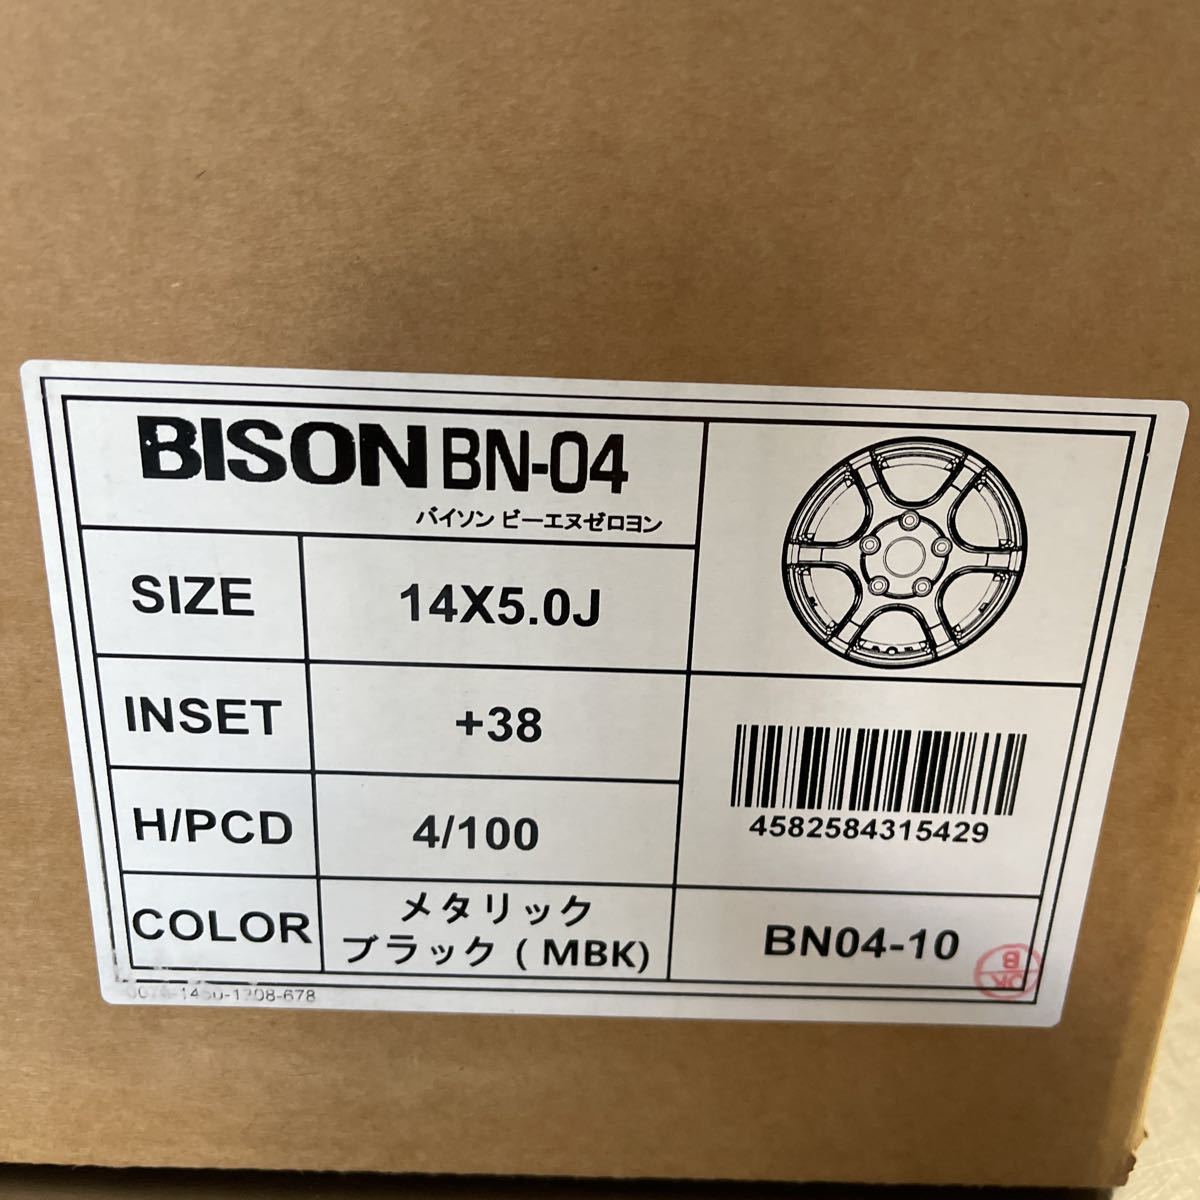 BISON BN-04
バイソン ビーエヌゼロヨン
SIZE
14X5.0J
INSET
+38
H/PCD
4/100
COLOR
メタリック
ブラック ( MBK)
4582584315429
BN04-10
B
OK